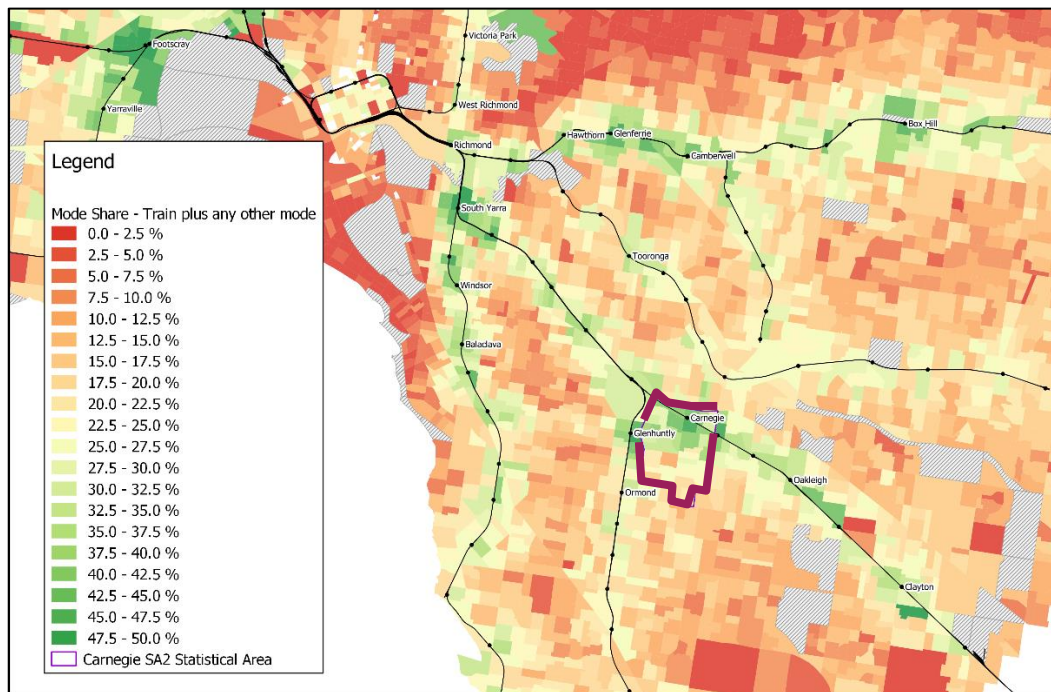 Footscray
Victoria Park
Yarraville
West Richmond
Box Hill
Hawthorn
Glenferrie
Richmond
Camberwell
Legend
Mode Share - Train plus any other mode
0.0 - 2.5 %
2.5 - 5.0 %
5.0 - 7.5 %
7.5 - 10.0 %
10.0 - 12.5 %
12.5 - 15.0 %
15.0 - 17.5 %
17.5 - 20.0 %
20.0 - 22.5 %
22.5 - 25.0 %
25.0 - 27.5 %
27.5 - 30.0 %
30.0 - 32.5 %
32.5 - 35.0 %
35.0 - 37.5 %
37.5 - 40.0 %
40.0 - 42.5 %
42.5 - 45.0 %
45.0 - 47.5 %
47.5 - 50.0 %
Carnegie SA2 Statistical Area
South Yarra
Tooronga
Windsor
Balaclava
Carnegie
Glenhuntly
Oakleigh
Ormond
Clayton